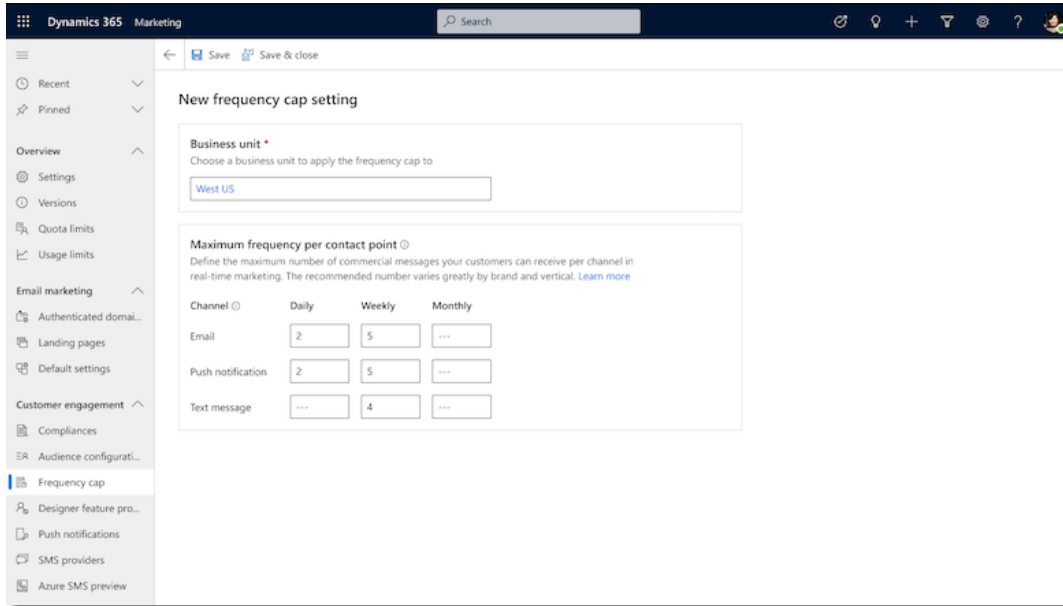 Dynamics 365 Marketing
Search
?
Save Save & close
Recent
Pinned
Overview
Settings
Versions
Quota limits
Usage limits
Email marketing
Authenticated domai...
Landing pages
Default settings
Customer engagement
Compliances
Audience configurati...
Frequency cap
Designer feature pro...
Push notifications
SMS providers
Azure SMS preview
New frequency cap setting
Business unit *
Choose a business unit to apply the frequency cap to
West US
Maximum frequency per contact point
Define the maximum number of commercial messages your customers can receive per channel in
real-time marketing. The recommended number varies greatly by brand and vertical. Learn more
Channel Daily Weekly Monthly
Email 2 5 ---
Push notification 2 5 ---
Text message --- 4 ---